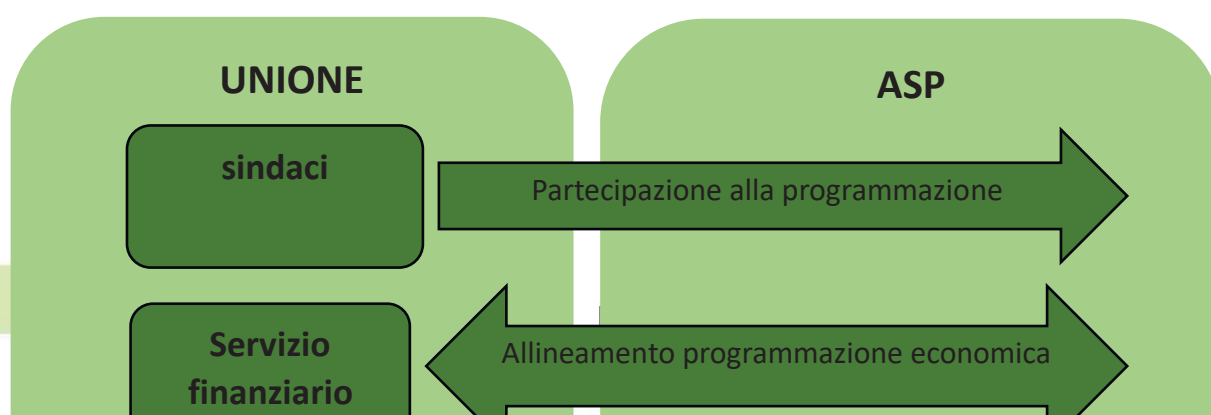 UNIONE
ASP
sindaci
Partecipazione alla programmazione
Servizio
finanziario
Allineamento programmazione economica